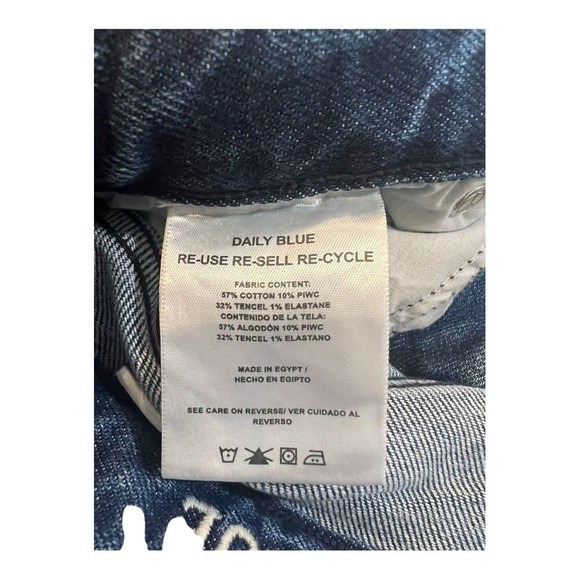 DAILY BLUE
RE-USE RE-SELL RE-CYCLE
FABRIC CONTENT:
57% COTTON 10% PIWC
32% TENCEL 1% ELASTANE
CONTENIDO DE LA TELA:
57% ALGODÓN 10% PIWC
32% TENCEL 1% ELASTANO
MADE IN EGYPT /
HECHO EN EGIPTO
SEE CARE ON REVERSE/ VER CUIDADO AL
REVERSO